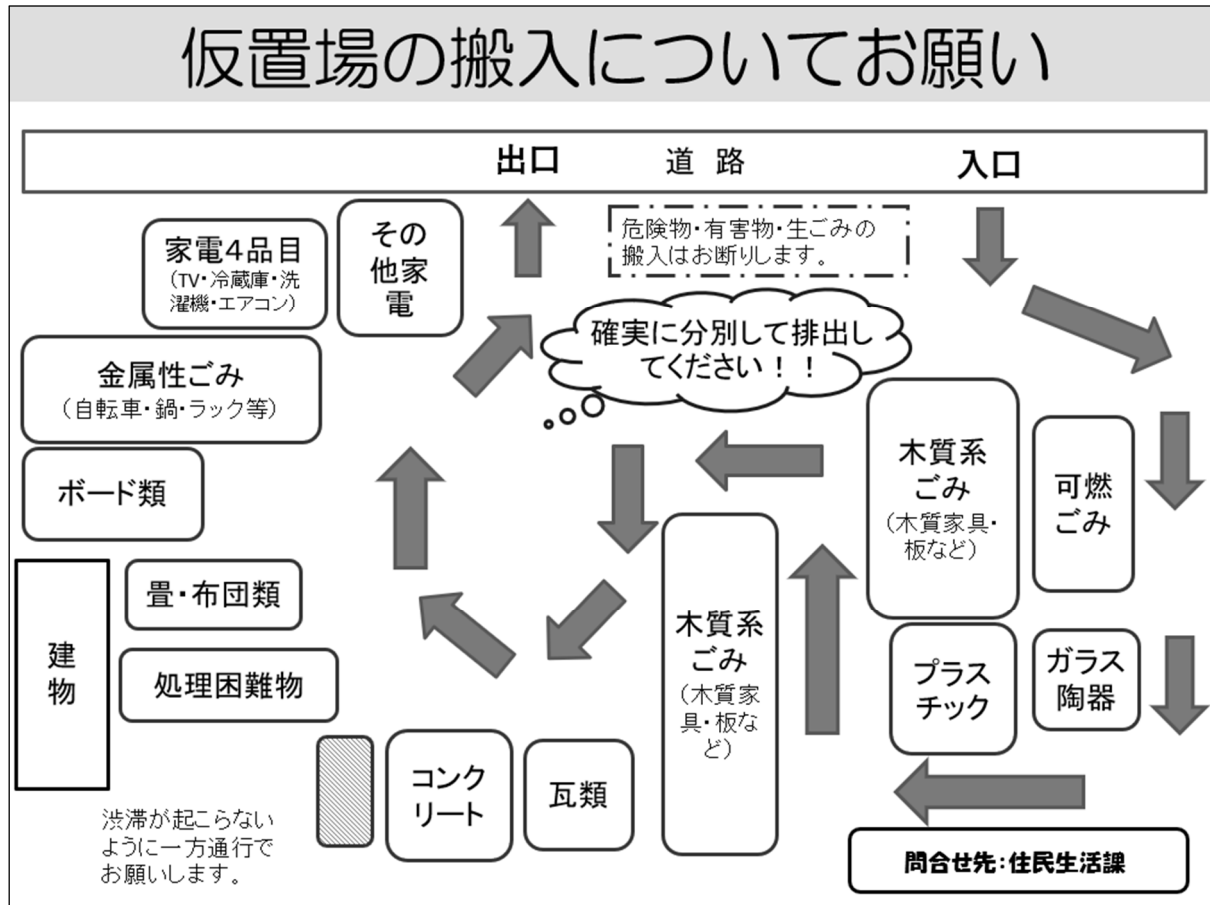 仮置場の搬入についてお願い
出口 道 路 入口
家電4品目
(TV・冷蔵庫・洗
濯機・エアコン)
その
他家
電
危険物・有害物・生ごみの
搬入はお断りします。
確実に分別して排出し
てください!!
金属性ごみ
(自転車・鍋・ラック等)
ボード類
木質系
ごみ
(木質家具・
板など)
可燃
ごみ
建
物
畳・布団類
処理困難物
木質系
ごみ
(木質家
具・板な
ど)
プラス
チック
ガラス
陶器
コンク
リート
瓦類
渋滞が起こらない
ように一方通行で
お願いします。
問合せ先:住民生活課